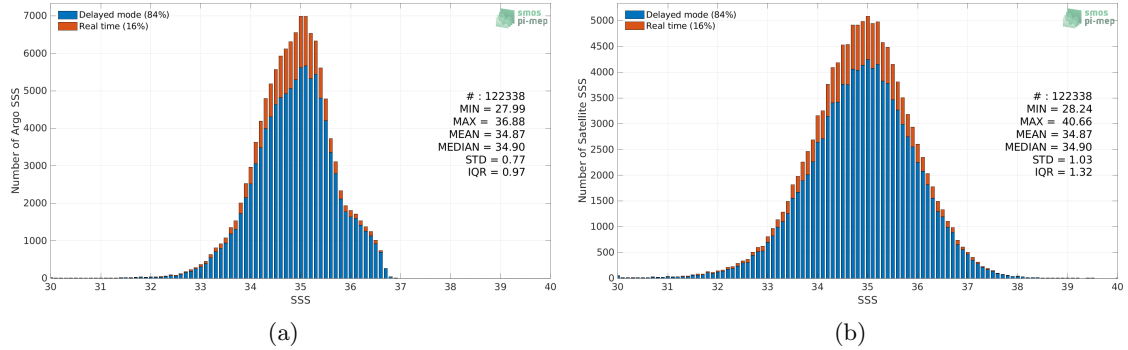 Delayed mode (84%)
Real time (16%)
smos
pi-mep
7000
6000
5000
4000
3000
2000
1000
0
Number of Argo SSS
# : 122338
MIN = 27.99
MAX = 36.88
MEAN = 34.87
MEDIAN = 34.90
STD = 0.77
IQR = 0.97
30 31 32 33 34 35 36 37 38 39 40
SSS
(a)
Delayed mode (84%)
Real time (16%)
smos
pi-mep
5000
4500
4000
3500
3000
2500
2000
1500
1000
500
0
Number of Satellite SSS
# : 122338
MIN = 28.24
MAX = 40.66
MEAN = 34.87
MEDIAN = 34.90
STD = 1.03
IQR = 1.32
30 31 32 33 34 35 36 37 38 39 40
SSS
(b)